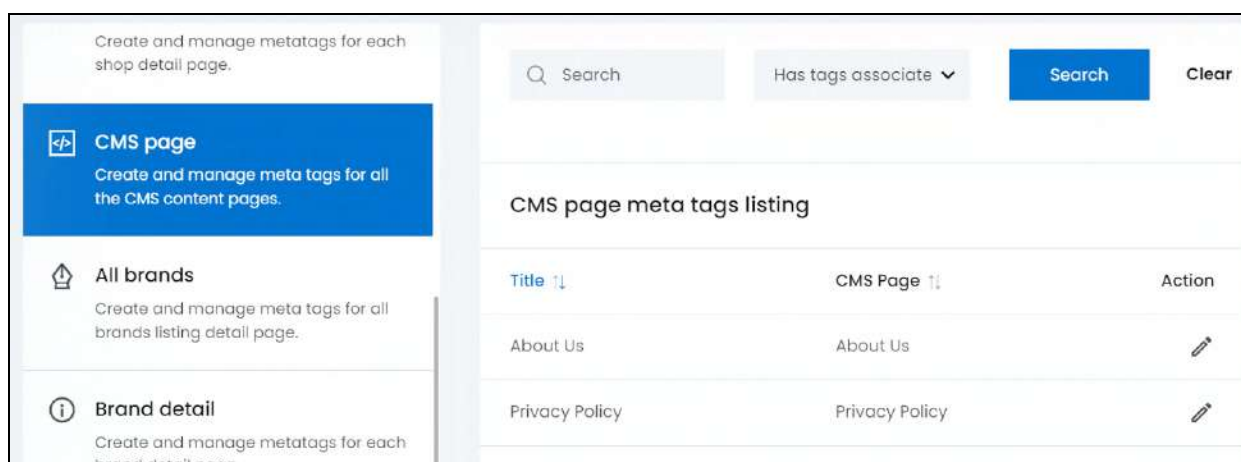 Create and manage metatags for each
shop detail page.
CMS page
Create and manage meta tags for all
the CMS content pages.
All brands
Create and manage meta tags for all
brands listing detail page.
Brand detail
Create and manage metatags for each
Search Has tags associate Search Clear
CMS page meta tags listing
Title CMS Page Action
About Us About Us
Privacy Policy Privacy Policy